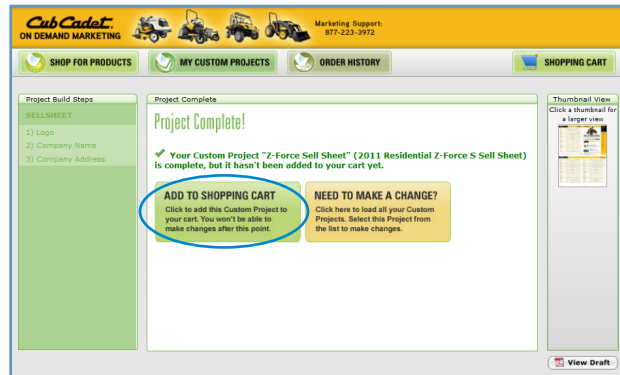 Cub Cadet.
ON DEMAND MARKETING
Marketing Support:
877-223-3972
SHOP FOR PRODUCTS
MY CUSTOM PROJECTS
ORDER HISTORY
SHOPPING CART
Project Build Steps
SELLSHEET
1) Logo
2) Company Name
3) Company Address
Project Complete
Project Complete!
Your Custom Project "Z-Force Sell Sheet" (2011 Residential Z-Force S Sell Sheet)
is complete, but it hasn't been added to your cart yet.
ADD TO SHOPPING CART
Click to add this Custom Project to
your cart. You won't be able to
make changes after this point.
NEED TO MAKE A CHANGE?
Click here to load all your Custom
Projects. Select this Project from
the list to make changes.
Thumbnail View
Click a thumbnail for
a larger view
View Draft